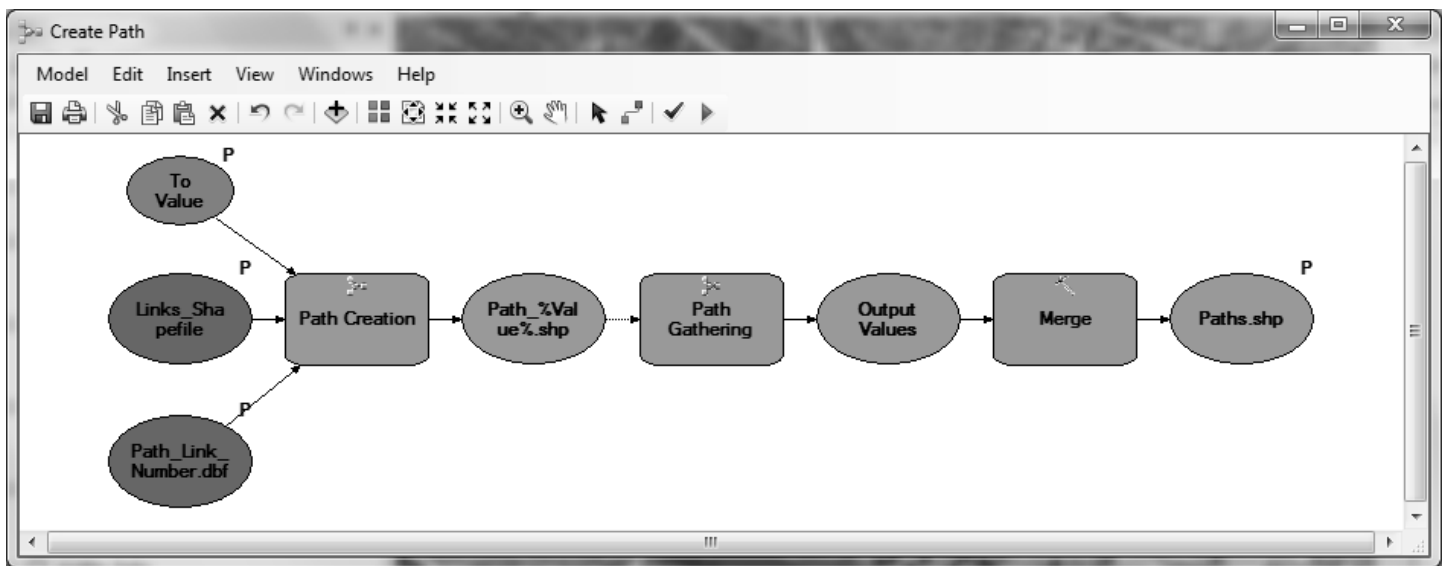 Create Path
Model Edit Insert View Windows Help
P
To
Value
P
Links_Sha
pefile
Path Creation
Path_%Val
ue%.shp
Path
Gathering
Output
Values
Merge
P
Paths.shp
P
Path_Link_
Number.dbf